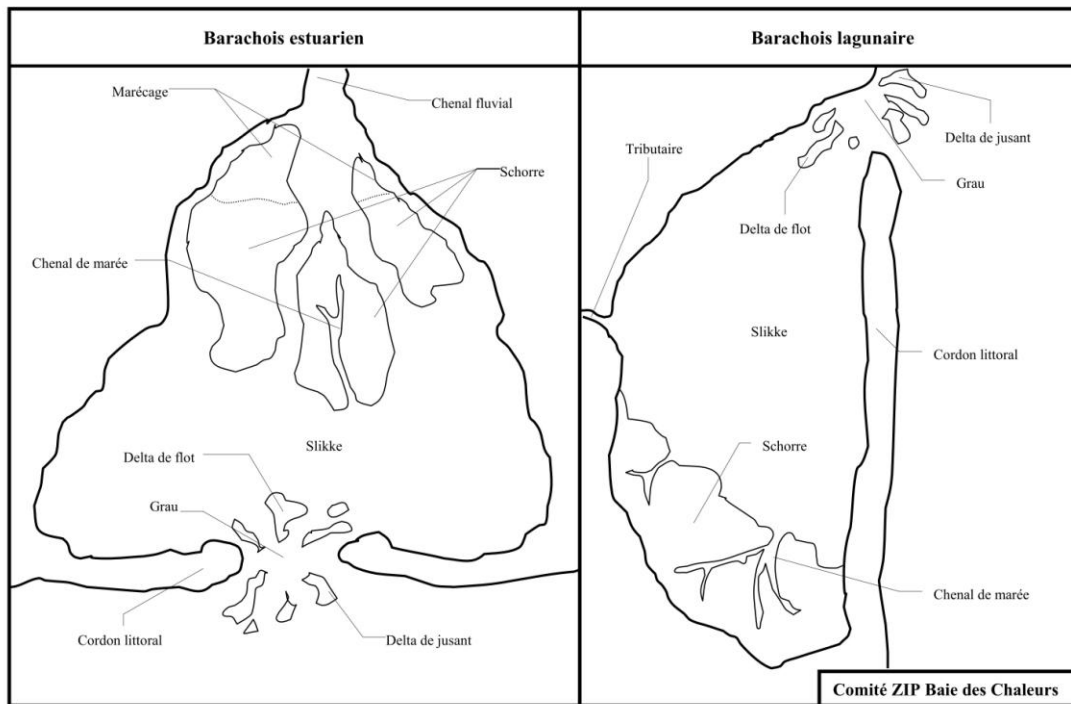 Barachois estuarien
Marécage
Chenal fluvial
Schorre
Chenal de marée
Slikke
Delta de flot
Grau
Cordon littoral
Delta de jusant
Barachois lagunaire
Delta de jusant
Tributaire
Grau
Delta de flot
Slikke
Cordon littoral
Schorre
Chenal de marée
Comité ZIP Baie des Chaleurs